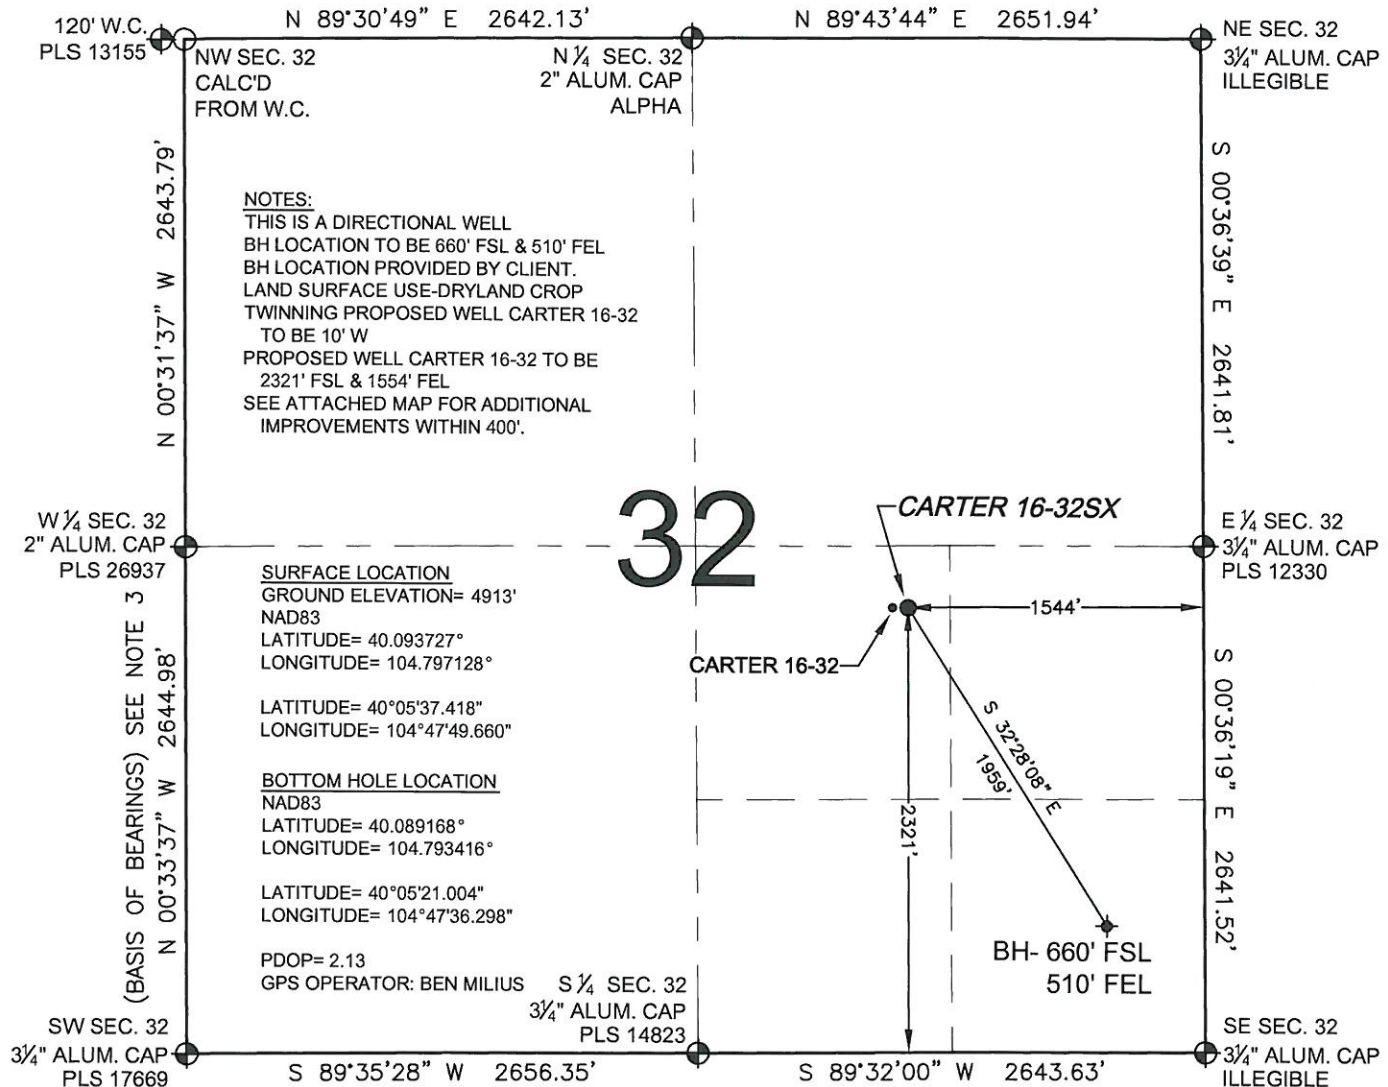 N 89°30'49" E 2642.13'
N 89°43'44" E 2651.94'
120' W.C.
PLS 13155
NW SEC. 32
CALC'D
FROM W.C.
N ¼ SEC. 32
2" ALUM. CAP
ALPHA
NE SEC. 32
3¼" ALUM. CAP
ILLEGIBLE
N 00°31'37" W 2643.79'
S 00°36'39" E 2641.81'
NOTES:
THIS IS A DIRECTIONAL WELL
BH LOCATION TO BE 660' FSL & 510' FEL
BH LOCATION PROVIDED BY CLIENT.
LAND SURFACE USE-DRYLAND CROP
TWINNING PROPOSED WELL CARTER 16-32
TO BE 10' W
PROPOSED WELL CARTER 16-32 TO BE
2321' FSL & 1554' FEL
SEE ATTACHED MAP FOR ADDITIONAL
IMPROVEMENTS WITHIN 400'.
32
CARTER 16-32SX
W ¼ SEC. 32
2" ALUM. CAP
PLS 26937
E ¼ SEC. 32
3¼" ALUM. CAP
PLS 12330
SURFACE LOCATION
GROUND ELEVATION= 4913'
NAD83
LATITUDE= 40.093727°
LONGITUDE= 104.797128°
LATITUDE= 40°05'37.418"
LONGITUDE= 104°47'49.660"
1544'
CARTER 16-32
(BASIS OF BEARINGS) SEE NOTE 3
N 00°33'37" W 2644.98'
S 00°36'19" E 2641.52'
S 32°28'08" E
1959'
2321'
BOTTOM HOLE LOCATION
NAD83
LATITUDE= 40.089168°
LONGITUDE= 104.793416°
LATITUDE= 40°05'21.004"
LONGITUDE= 104°47'36.298"
PDOP= 2.13
GPS OPERATOR: BEN MILIUS
BH- 660' FSL
510' FEL
SW SEC. 32
3¼" ALUM. CAP
PLS 17669
S ¼ SEC. 32
3¼" ALUM. CAP
PLS 14823
SE SEC. 32
3¼" ALUM. CAP
ILLEGIBLE
S 89°35'28" W 2656.35'
S 89°32'00" W 2643.63'